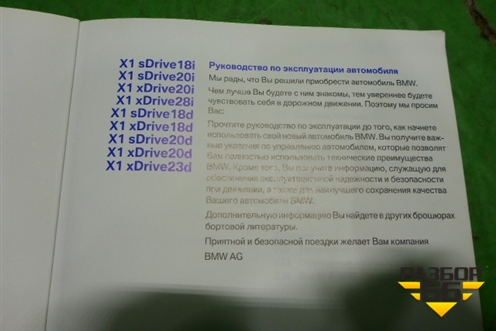 X1 sDrive18i
X1 sDrive20i
X1 xDrive20i
X1 xDrive28i
X1 sDrive18d
X1 xDrive18d
X1 sDrive20d
X1 xDrive20d
X1 xDrive23d
Руководство по эксплуатации автомобиля
Мы рады, что Вы решили приобрести автомобиль BMW.
Чем лучше Вы будете с ним знакомы, тем увереннее будете
чувствовать себя в дорожном движении. Поэтому мы просим
Вас:
Прочтите руководство по эксплуатации до того, как начнете
использовать свой новый автомобиль BMW. Вы получите важ-
ные указания по управлению автомобилем, которые позволят
Вам полностью использовать технические преимущества
BMW. Кроме того, Вы получите информацию, служащую для
обеспечения эксплуатационной надежности и безопасности
при движении, а также для наилучшего сохранения качества
Вашего автомобиля BMW.
Дополнительную информацию Вы найдете в других брошюрах
бортовой литературы.
Приятной и безопасной поездки желает Вам компания
BMW AG
РАЗБОР
66